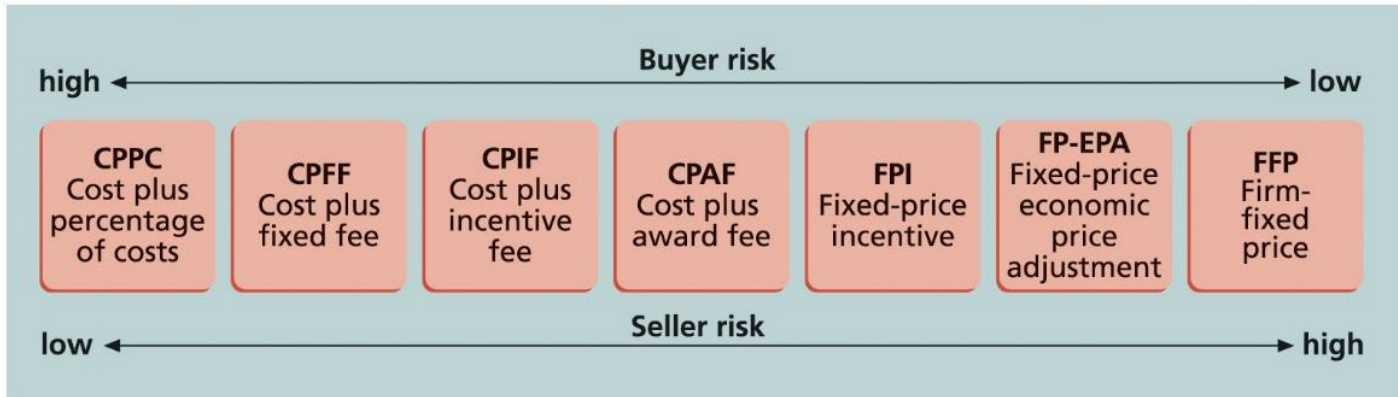 Buyer risk
high
low
CPPC
Cost plus
percentage
of costs
CPFF
Cost plus
fixed fee
CPIF
Cost plus
incentive
fee
CPAF
Cost plus
award fee
FPI
Fixed-price
incentive
FP-EPA
Fixed-price
economic
price
adjustment
FFP
Firm-
fixed
price
Seller risk
low
high